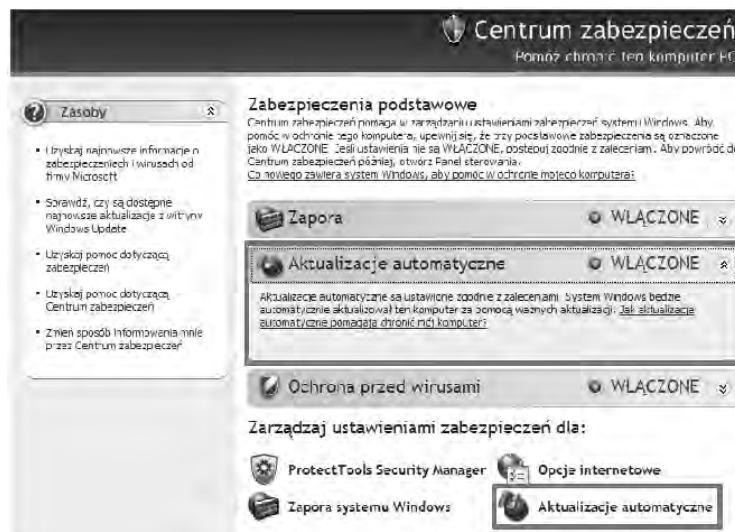 Centrum zabezpieczeń
Pomóż chronić ten komputer PC
Zasoby
Uzyskaj najnowsze informacje o
zabezpieczeniach i wirusach od
firmy Microsoft
Sprawdź, czy są dostępne
najnowsze aktualizacje z witryny
Windows Update
Uzyskaj pomoc dotyczącą
zabezpieczeń
Uzyskaj pomoc dotyczącą
Centrum zabezpieczeń
Zmień sposób informowania mnie
przez Centrum zabezpieczeń
Zabezpieczenia podstawowe
Centrum zabezpieczeń pomaga w zarządzaniu ustawieniami zabezpieczeń systemu Windows. Aby
pomóc w ochronie tego komputera, upewnij się, że trzy podstawowe zabezpieczenia są oznaczone
jako WŁĄCZONE. Jeśli ustawienia nie są WŁĄCZONE, postępuj zgodnie z zaleceniami. Aby powrócić do
Centrum zabezpieczeń później, otwórz Panel sterowania.
Co nowego zawiera system Windows, aby pomóc w ochronie mojego komputera?
Zapora WŁĄCZONE
Aktualizacje automatyczne WŁĄCZONE
Aktualizacje automatyczne są ustawione zgodnie z zaleceniami. System Windows będzie
automatycznie aktualizował ten komputer za pomocą ważnych aktualizacji. Jak aktualizacje
automatyczne pomagają chronić mój komputer?
Ochrona przed wirusami WŁĄCZONE
Zarządzaj ustawieniami zabezpieczeń dla:
ProtectTools Security Manager Opcje internetowe
Zapora systemu Windows Aktualizacje automatyczne